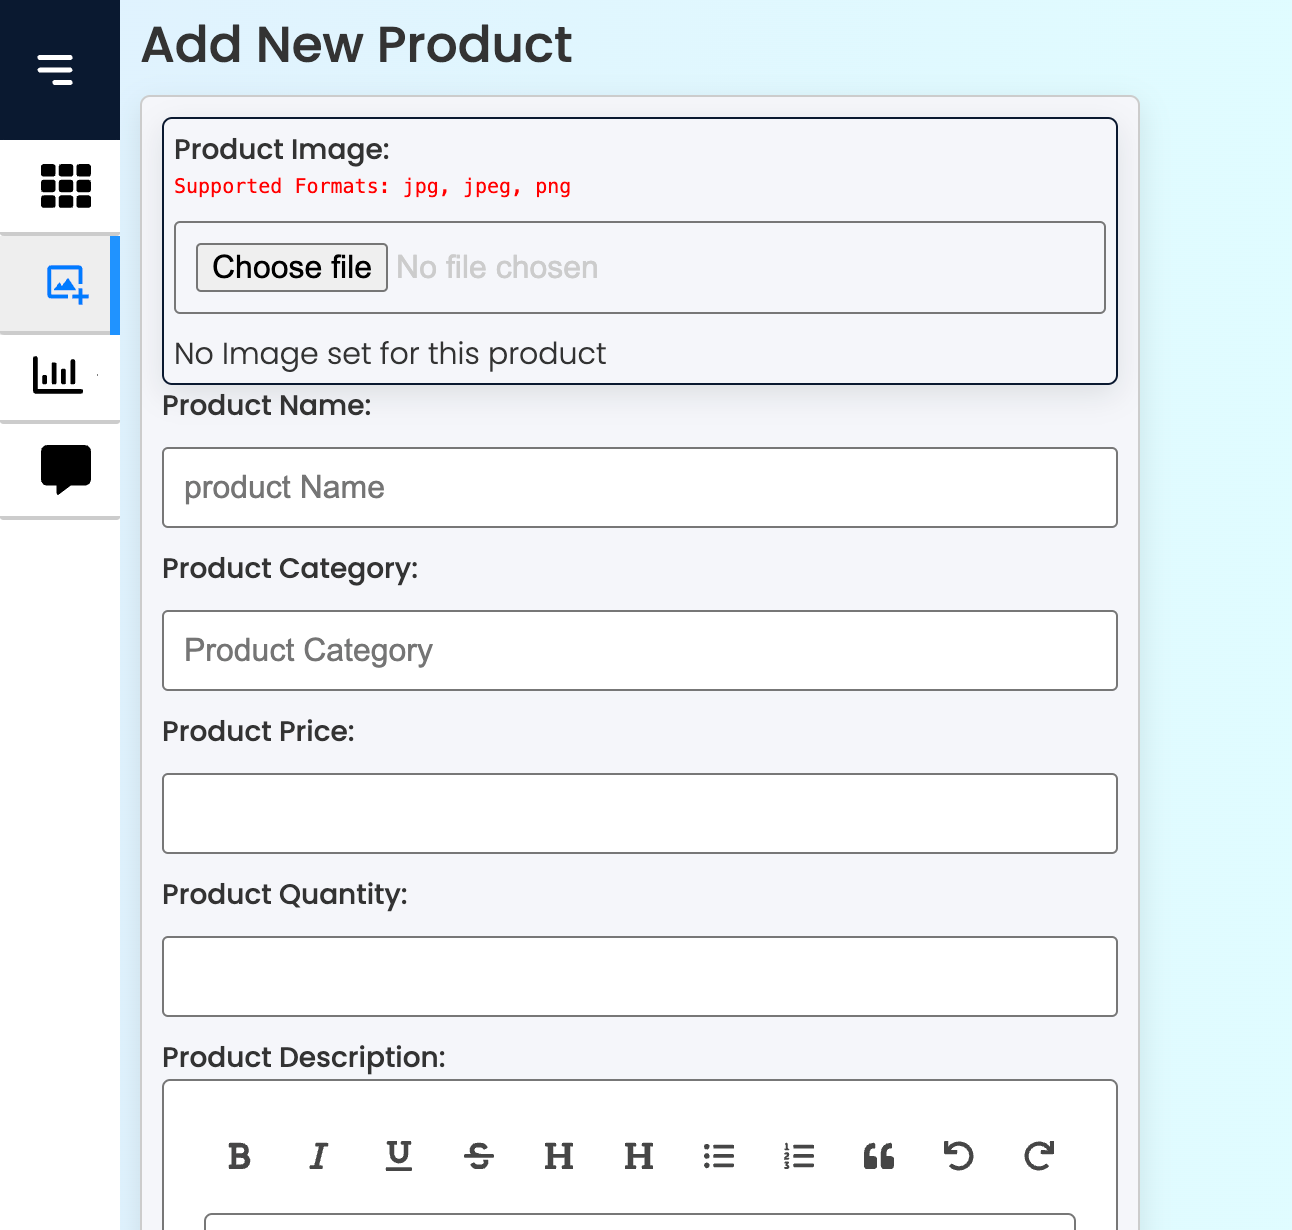 Add New Product
Product Image:
Supported Formats: jpg, jpeg, png
Choose file No file chosen
No Image set for this product
Product Name:
product Name
Product Category:
Product Category
Product Price:
Product Quantity:
Product Description:
B I U S H H